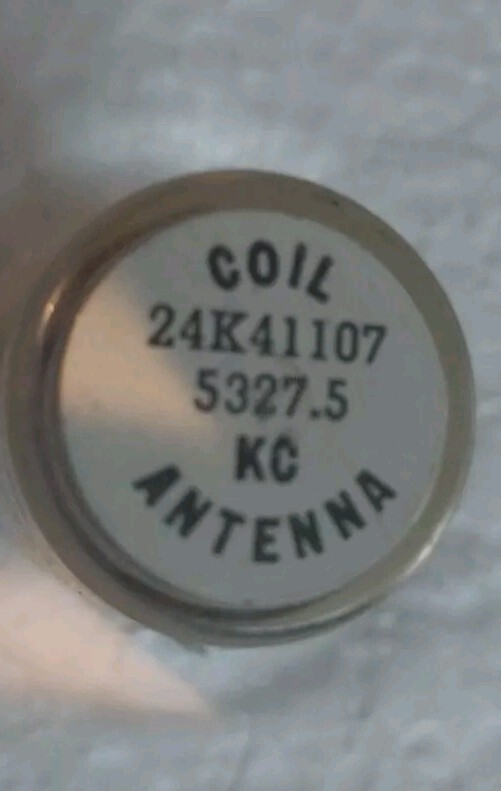 COIL
24K41107
5327.5
KC
ANTENNA